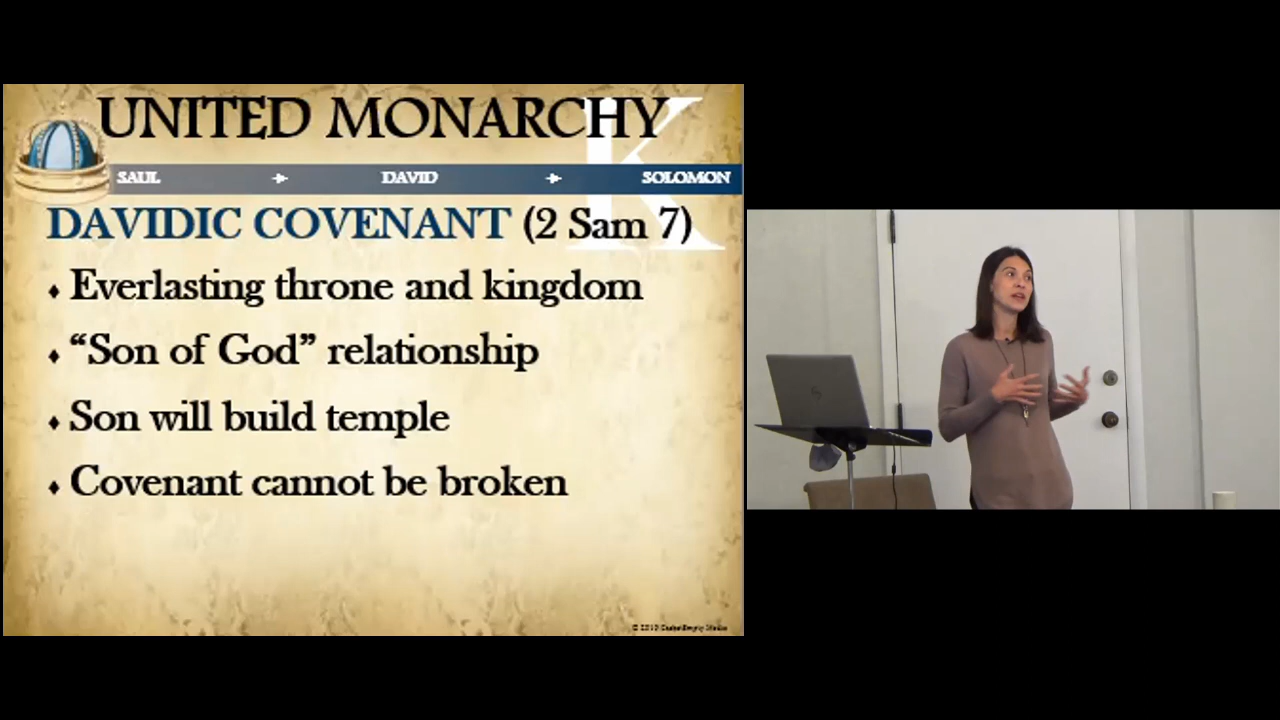 UNITED MONARCHY
K
SAUL → DAVID → SOLOMON
DAVIDIC COVENANT (2 Sam 7)
♦ Everlasting throne and kingdom
♦ “Son of God” relationship
♦ Son will build temple
♦ Covenant cannot be broken